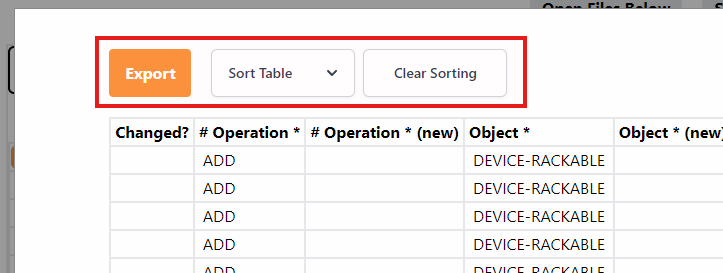 Open Files Below
Export
Sort Table
Clear Sorting
Changed? # Operation * # Operation * (new) Object * Object * (new)
ADD DEVICE-RACKABLE
ADD DEVICE-RACKABLE
ADD DEVICE-RACKABLE
ADD DEVICE-RACKABLE
ADD DEVICE-RACKABLE